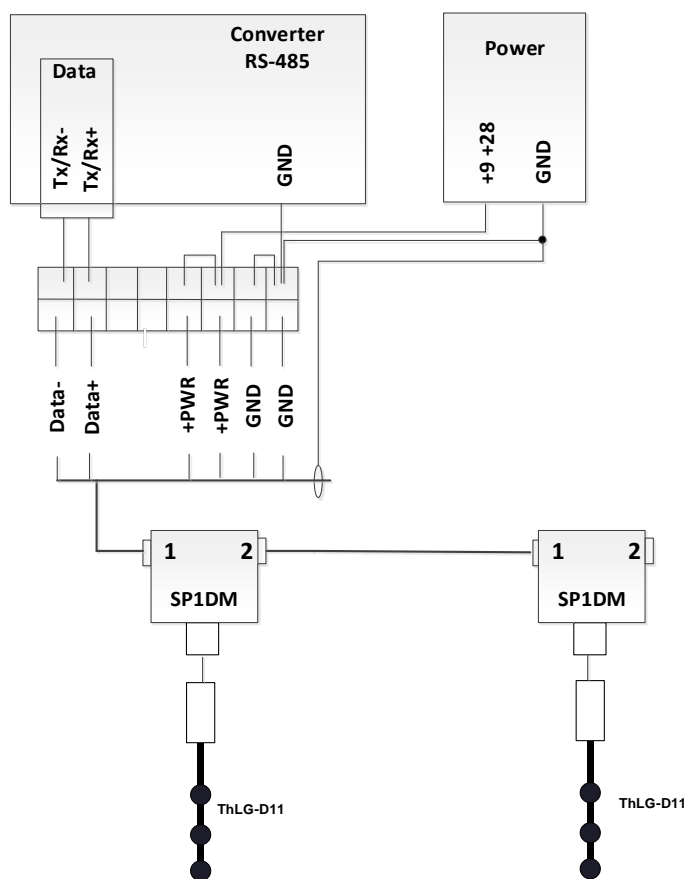 Converter
RS-485
Power
Data
Tx/Rx-
Tx/Rx+
GND
+9 +28
GND
Data-
Data+
+PWR
+PWR
GND
GND
1
2
SP1DM
1
2
SP1DM
ThLG-D11
ThLG-D11